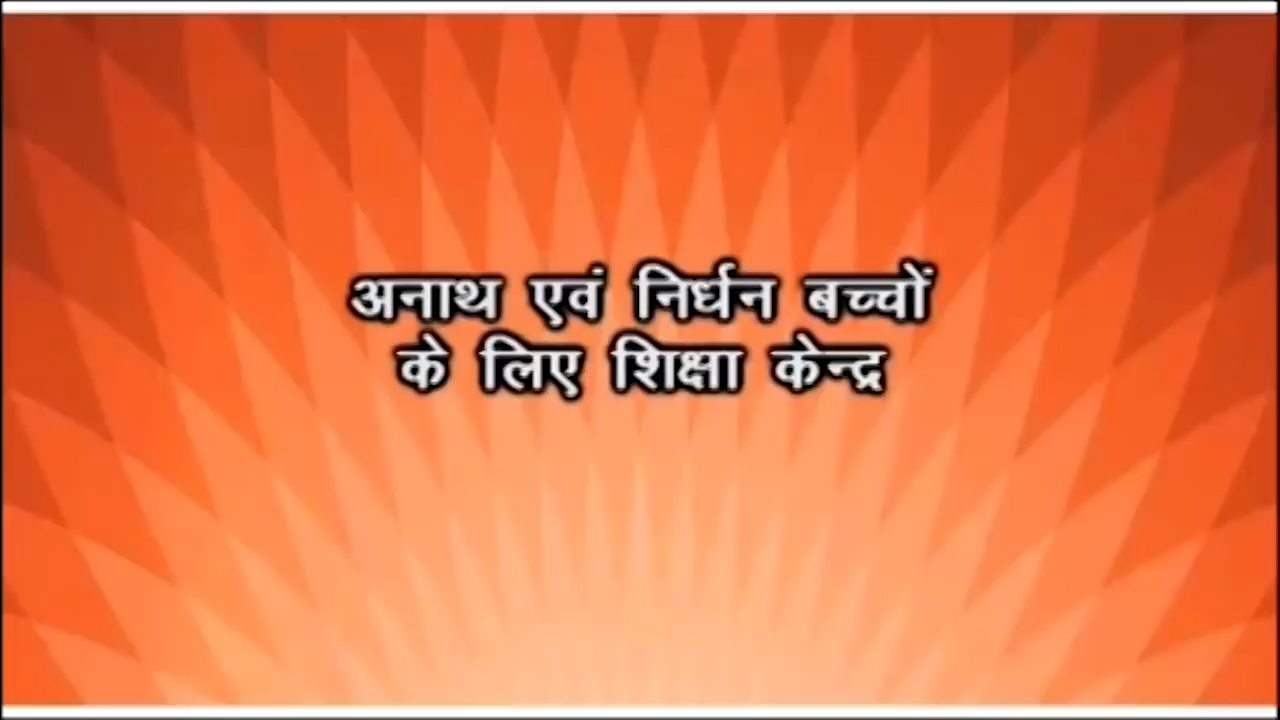 अनाथ एवं निर्धन बच्चों
के लिए शिक्षा केन्द्र